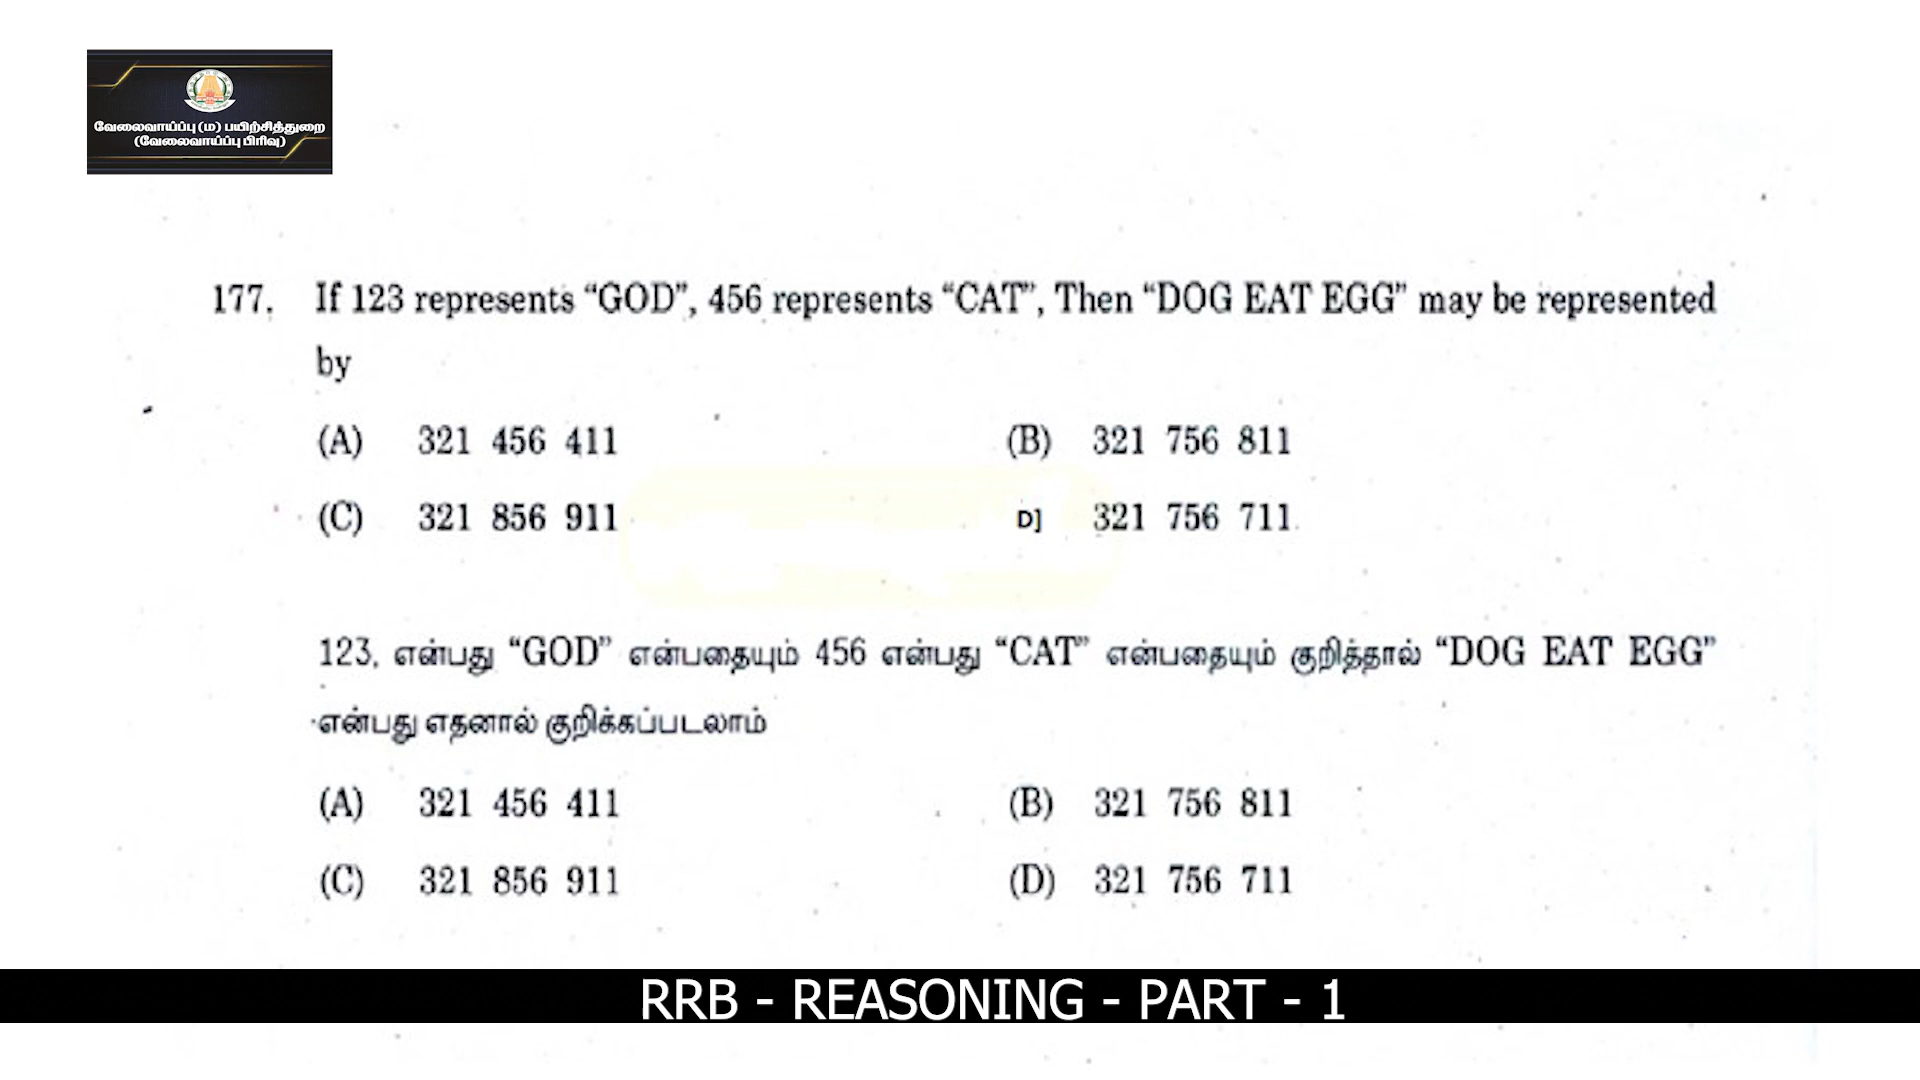 வேலைவாய்ப்பு (ம) பயிற்சித்துறை
(வேலைவாய்ப்பு பிரிவு)
177. If 123 represents “GOD”, 456 represents “CAT”, Then “DOG EAT EGG” may be represented
by
(A) 321 456 411 (B) 321 756 811
(C) 321 856 911 D] 321 756 711
123, என்பது “GOD” என்பதையும் 456 என்பது “CAT” என்பதையும் குறித்தால் “DOG EAT EGG”
என்பது எதனால் குறிக்கப்படலாம்
(A) 321 456 411 (B) 321 756 811
(C) 321 856 911 (D) 321 756 711
RRB - REASONING - PART - 1